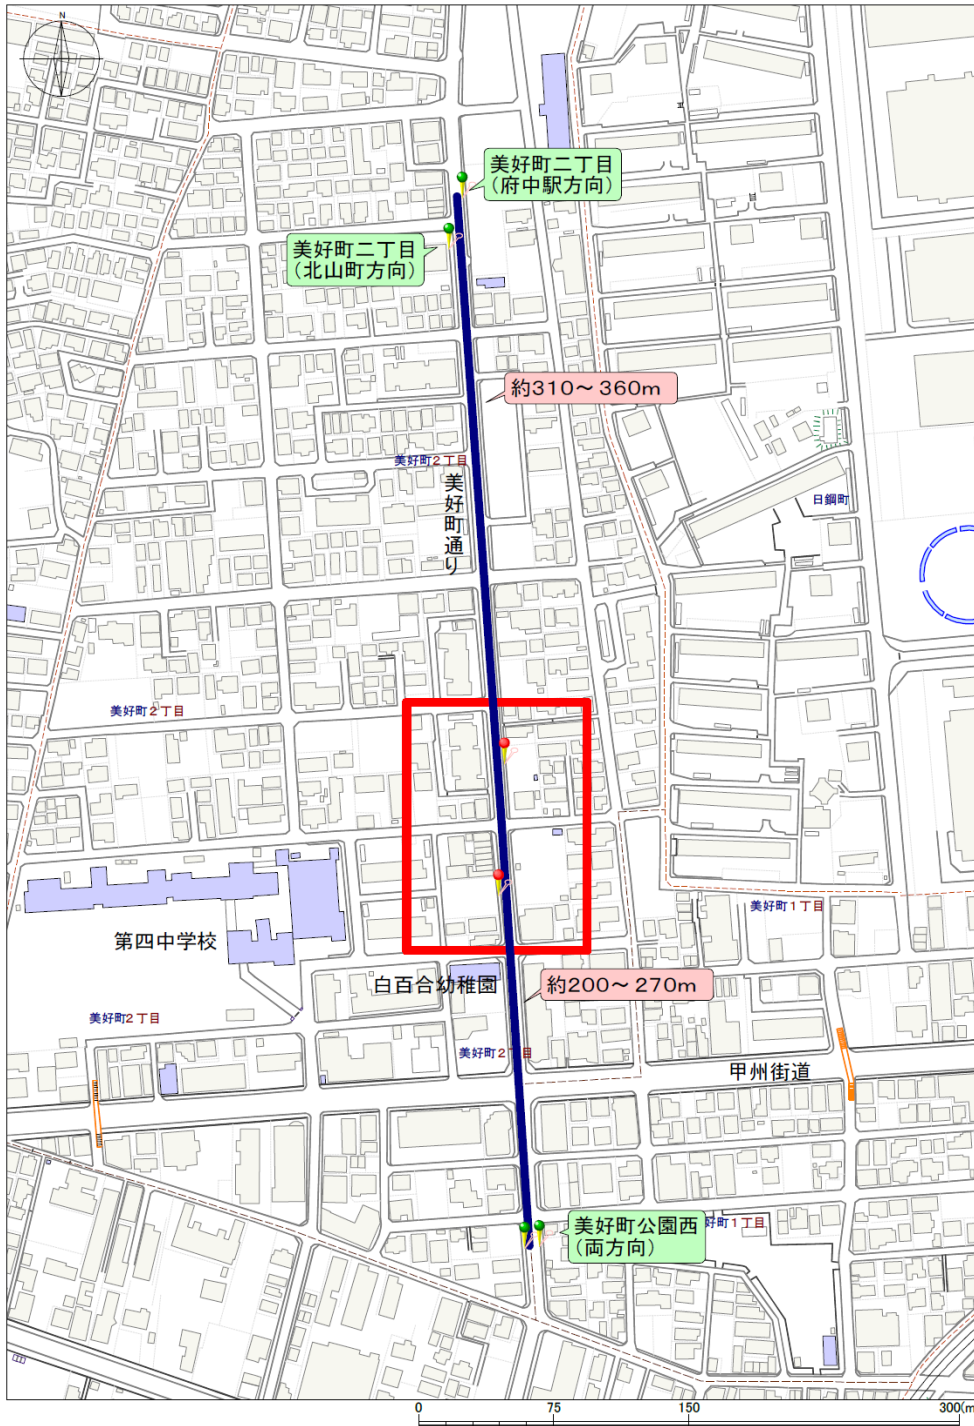 N
美好町二丁目
(府中駅方向)
美好町二丁目
(北山町方向)
約310～360m
美好町2丁目
美好町通り
日鋼町
美好町2丁目
美好町1丁目
第四中学校
白百合幼稚園
約200～270m
美好町2丁目
美好町2丁目
甲州街道
美好町公園西
(両方向)
好町1丁目
0
75
150
300(m